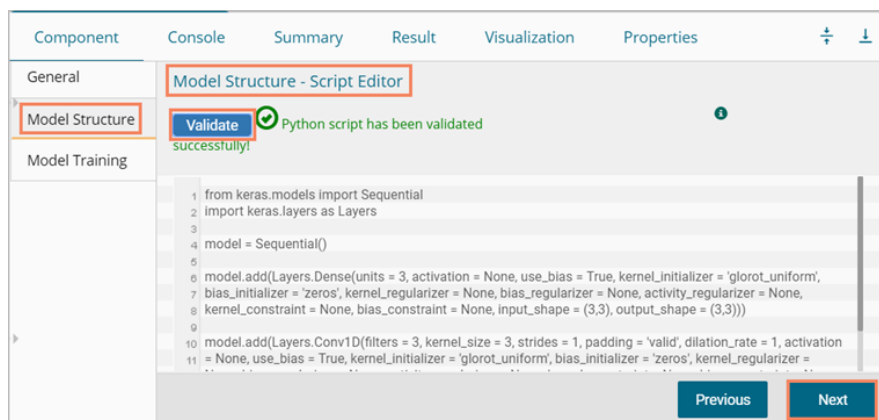 Component Console Summary Result Visualization Properties
General
Model Structure
Model Training
Model Structure - Script Editor
Validate Python script has been validated
successfully!
1 from keras.models import Sequential
2 import keras.layers as Layers
3
4 model = Sequential()
5
6 model.add(Layers.Dense(units = 3, activation = None, use_bias = True, kernel_initializer = 'glorot_uniform',
7 bias_initializer = 'zeros', kernel_regularizer = None, bias_regularizer = None, activity_regularizer = None,
8 kernel_constraint = None, bias_constraint = None, input_shape = (3,3), output_shape = (3,3)))
9
10 model.add(Layers.Conv1D(filters = 3, kernel_size = 3, strides = 1, padding = 'valid', dilation_rate = 1, activation
11 = None, use_bias = True, kernel_initializer = 'glorot_uniform', bias_initializer = 'zeros', kernel_regularizer =
Previous Next